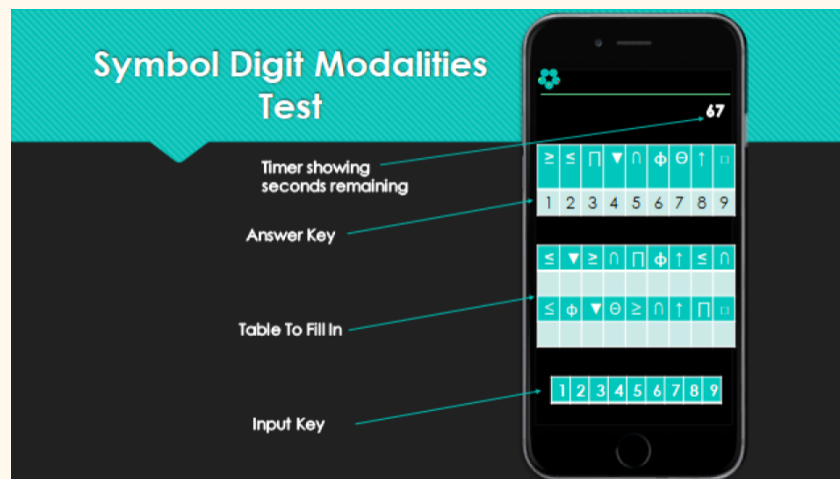 Symbol Digit Modalities
Test
67
Timer showing
seconds remaining
≥ ≤ ∏ ▼ ∩ ф Θ ↑ □
1 2 3 4 5 6 7 8 9
Answer Key
≤ ▼ ≥ ∩ ∏ ф ↑ ≤ ∩
≤ ф ▼ Θ ≥ ∩ ↑ ∏ □
Table To Fill In
1 2 3 4 5 6 7 8 9
Input Key